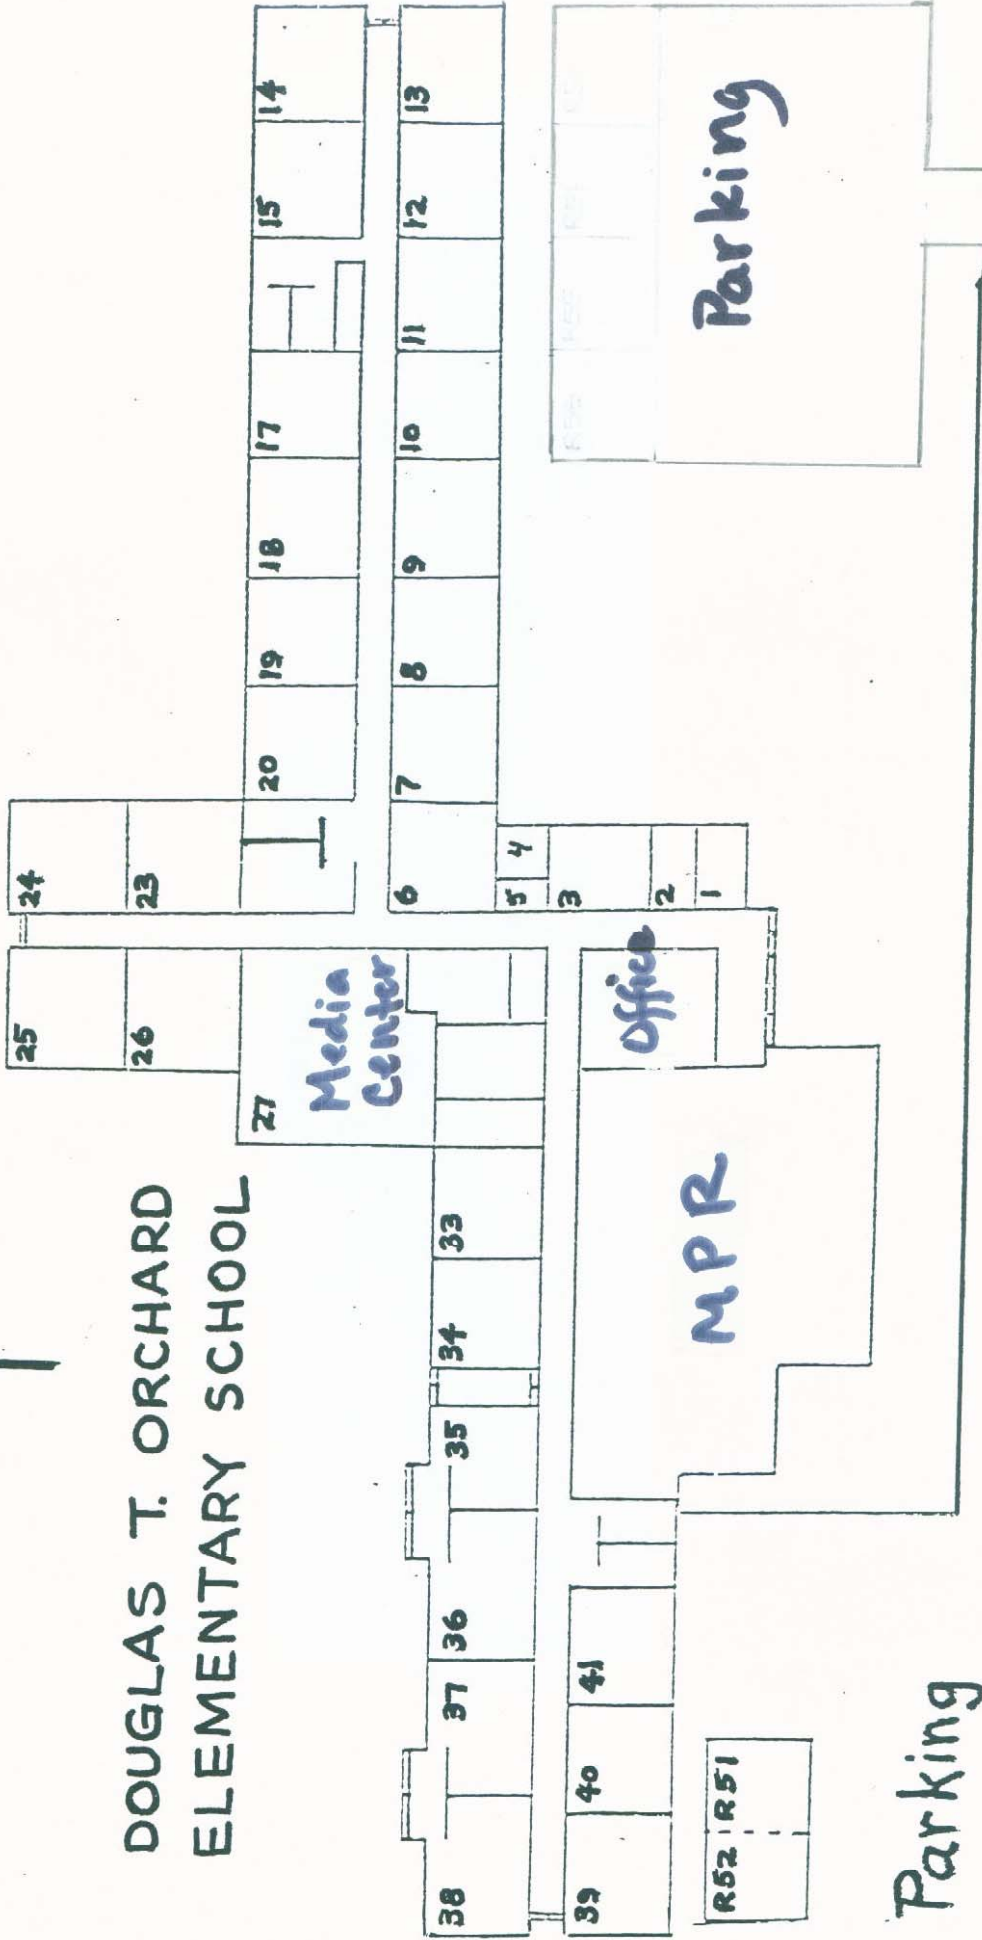 25 24
DOUGLAS T. ORCHARD
26 23
ELEMENTARY SCHOOL
27 20 19 18 17 15 14
Media
Center
6 7 8 9 10 11 12 13
38 37 36 35 34 33
5 4
3
39 40 41
Office
2
1
MPR
R52 R51
Parking
Parking